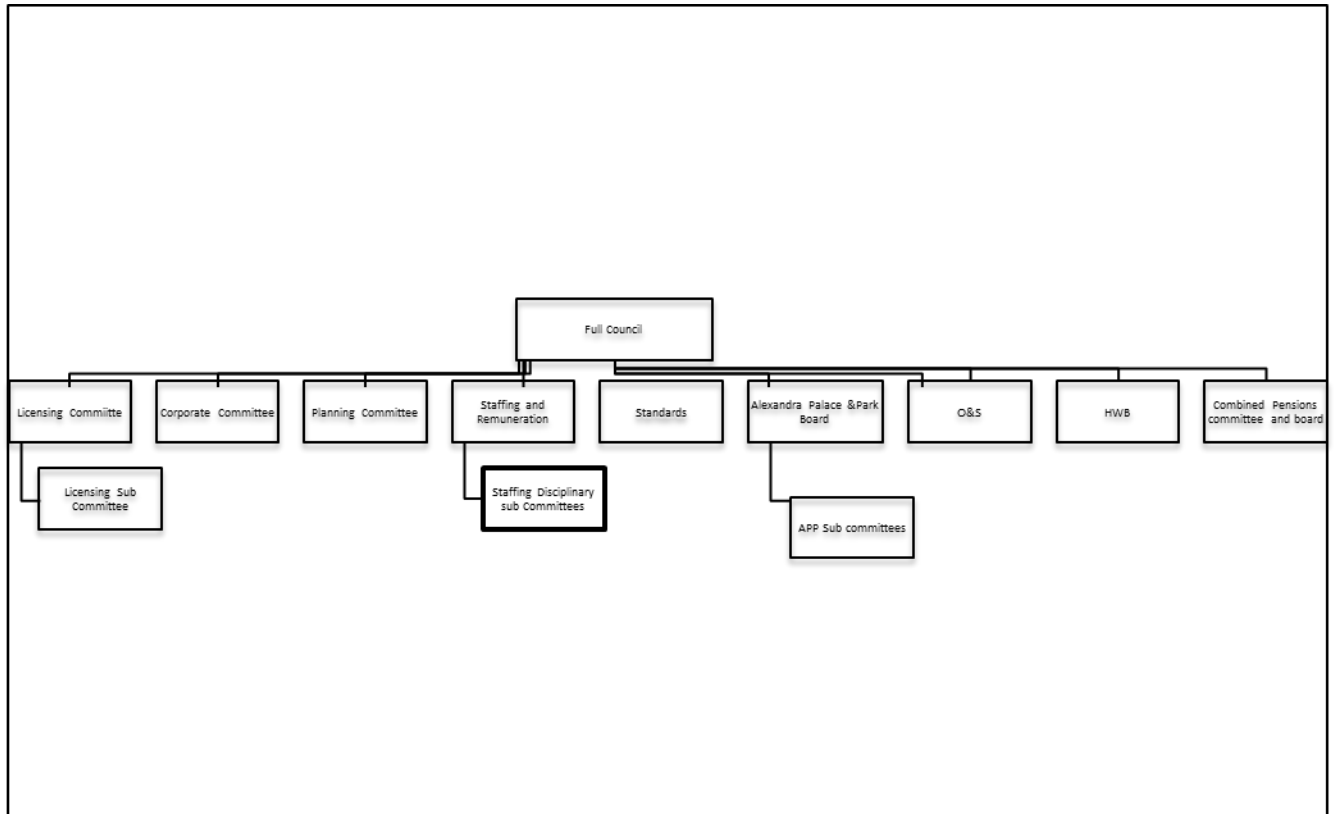 Full Council
Licensing Commiitte
Corporate Committee
Planning Committee
Staffing and
Remuneration
Standards
Alexandra Palace &Park
Board
O&S
HWB
Combined Pensions
committee and board
Licensing Sub
Committee
Staffing Disciplinary
sub Committees
APP Sub committees